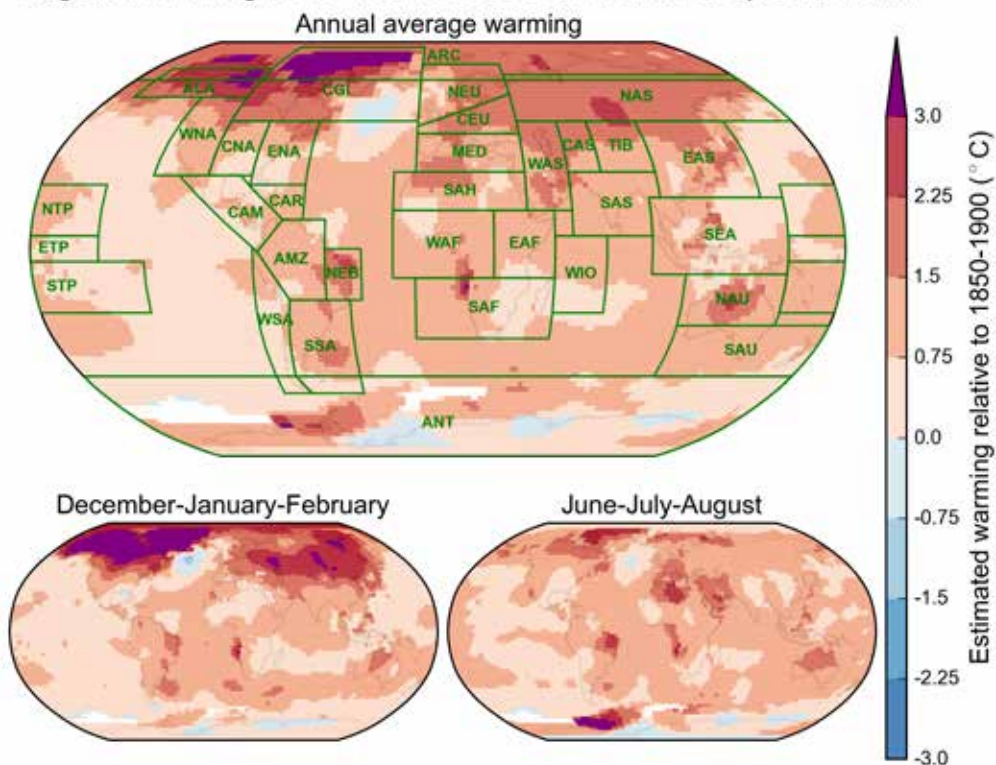 Annual average warming
ARC
ALA
CGI
NEU
NAS
CEU
WNA
CNA
ENA
MED
WAS
CAS
TIB
EAS
SAH
SAS
NTP
CAM
CAR
SEA
ETP
WAF
EAF
AMZ
NEB
WIO
STP
SAF
NAU
WSA
SSA
SAU
ANT
December-January-February
June-July-August
3.0
2.25
1.5
0.75
0.0
-0.75
-1.5
-2.25
-3.0
Estimated warming relative to 1850-1900 (°C)